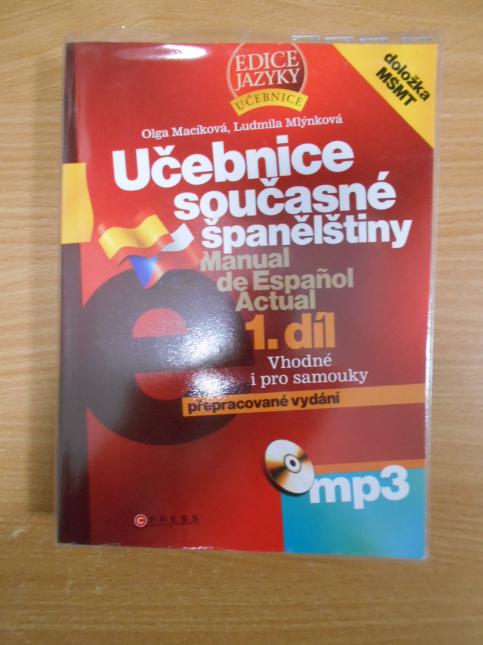 EDICE
JAZYKY
UČEBNICE
doložka
MŠMT
Olga Macíková, Ludmila Mlýnková
Učebnice
současné
španělštiny
Manual
de Español
Actual
1. díl
Vhodné
i pro samouky
přepracované vydání
mp3
CPRESS